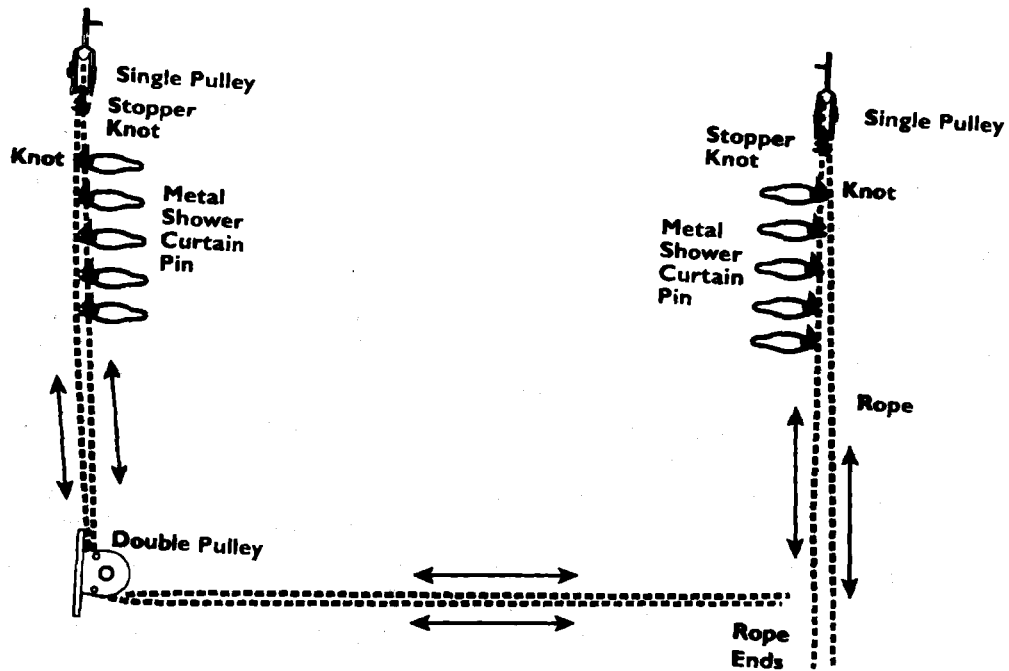 Single Pulley
Stopper
Knot
Knot
Metal
Shower
Curtain
Pin
Single Pulley
Stopper
Knot
Knot
Metal
Shower
Curtain
Pin
Rope
Double Pulley
Rope
Ends